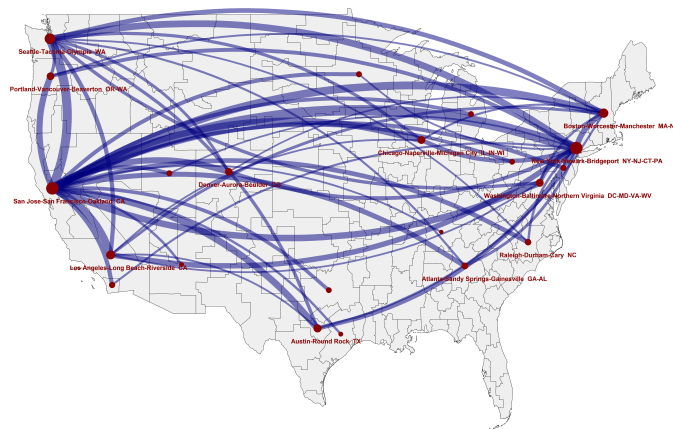 Seattle-Tacoma-Olympia WA
Portland-Vancouver-Beaverton OR-WA
Boston-Worcester-Manchester MA-N
Chicago-Naperville-Michigan City IL-IN-WI
New York-Newark-Bridgeport NY-NJ-CT-PA
Denver-Aurora-Boulder CO
Washington-Baltimore-Northern Virginia DC-MD-VA-WV
San Jose-San Francisco-Oakland CA
Raleigh-Durham-Cary NC
Los Angeles-Long Beach-Riverside CA
Atlanta-Sandy Springs-Gainesville GA-AL
Austin-Round Rock TX